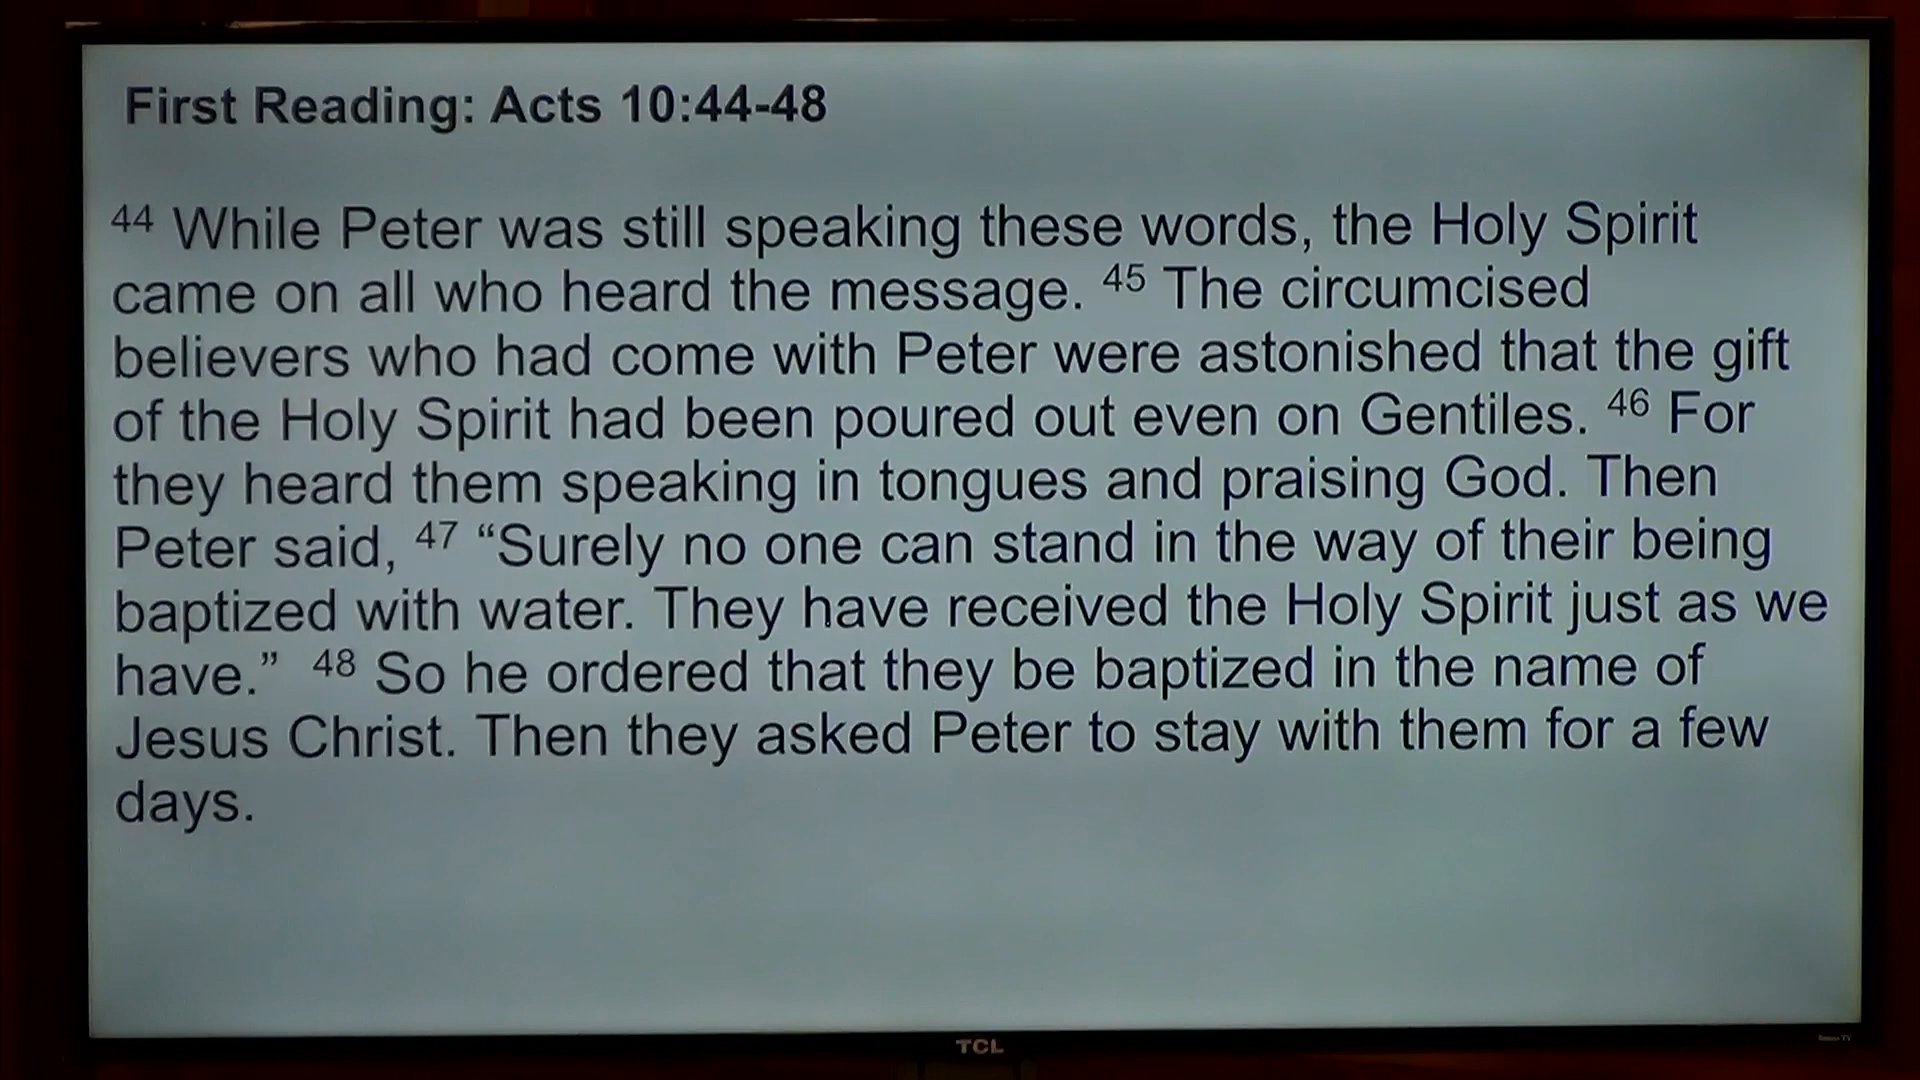 First Reading: Acts 10:44-48
44 While Peter was still speaking these words, the Holy Spirit
came on all who heard the message. 45 The circumcised
believers who had come with Peter were astonished that the gift
of the Holy Spirit had been poured out even on Gentiles. 46 For
they heard them speaking in tongues and praising God. Then
Peter said, 47 “Surely no one can stand in the way of their being
baptized with water. They have received the Holy Spirit just as we
have.” 48 So he ordered that they be baptized in the name of
Jesus Christ. Then they asked Peter to stay with them for a few
days.
TCL